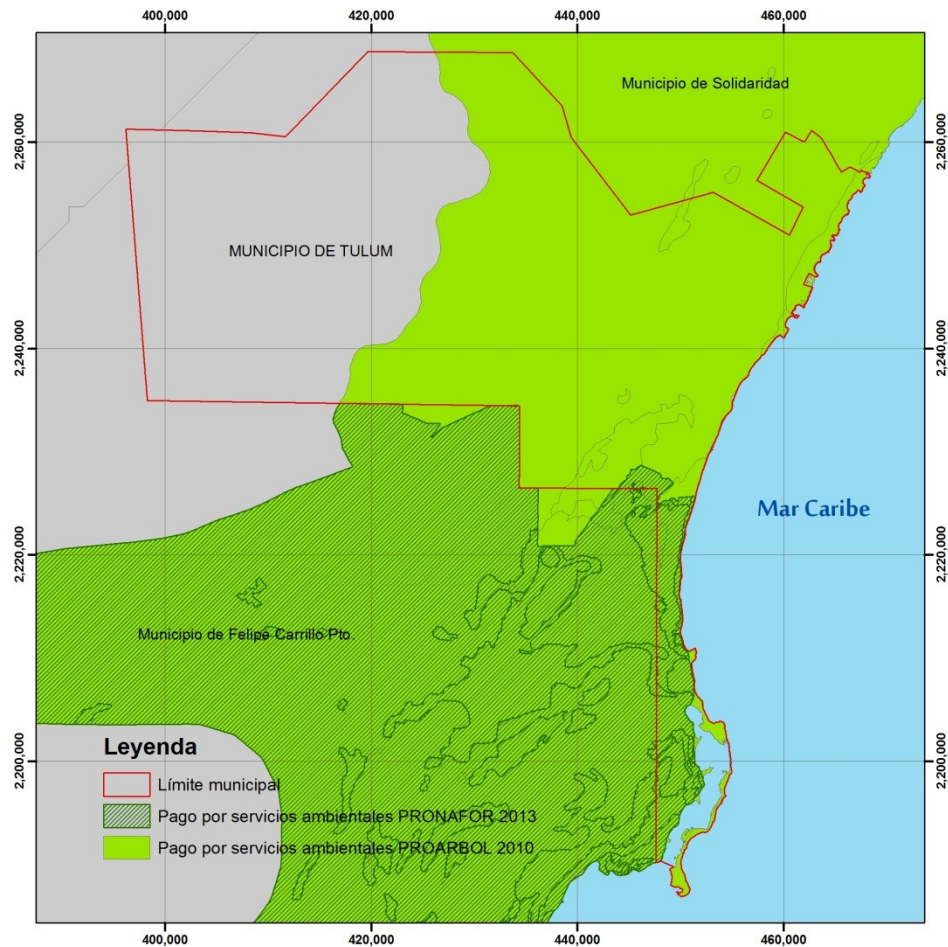 400,000 420,000 440,000 460,000
Municipio de Solidaridad
2,260,000 2,260,000
MUNICIPIO DE TULUM
2,240,000 2,240,000
Mar Caribe
2,220,000 2,220,000
Municipio de Felipe Carrillo Pto.
2,200,000 2,200,000
Leyenda
Límite municipal
Pago por servicios ambientales PRONAFOR 2013
Pago por servicios ambientales PROARBOL 2010
400,000 420,000 440,000 460,000